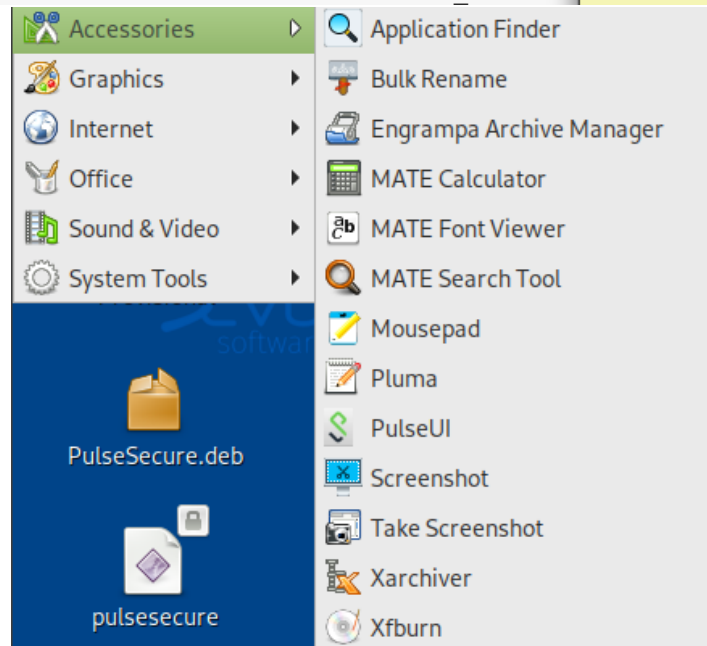 Accessories
Graphics
Internet
Office
Sound & Video
System Tools
Application Finder
Bulk Rename
Engrampa Archive Manager
MATE Calculator
MATE Font Viewer
MATE Search Tool
Mousepad
Pluma
PulseUI
Screenshot
Take Screenshot
Xarchiver
Xfburn
PulseSecure.deb
pulsesecure